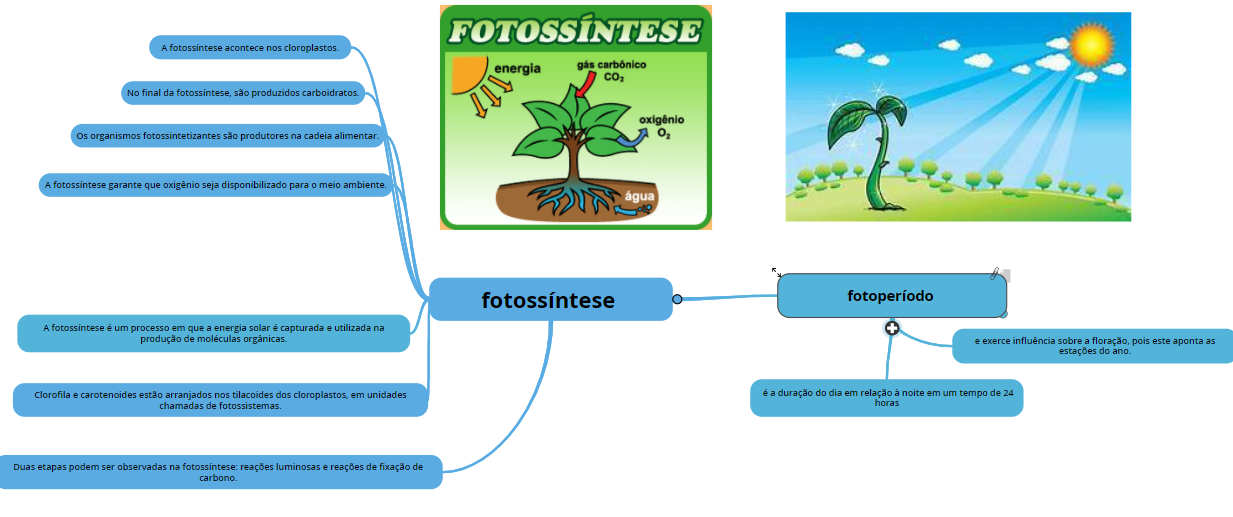 A fotossíntese acontece nos cloroplastos.
No final da fotossíntese, são produzidos carboidratos.
Os organismos fotossintetizantes são produtores na cadeia alimentar.
A fotossíntese garante que oxigênio seja disponibilizado para o meio ambiente.
FOTOSSÍNTESE
energia
gás carbônico
CO₂
oxigênio
O₂
água
fotossíntese
fotoperíodo
A fotossíntese é um processo em que a energia solar é capturada e utilizada na
produção de moléculas orgânicas.
Clorofila e carotenoides estão arranjados nos tilacoides dos cloroplastos, em unidades
chamadas de fotossistemas.
Duas etapas podem ser observadas na fotossíntese: reações luminosas e reações de fixação de
carbono.
e exerce influência sobre a floração, pois este aponta as
estações do ano.
é a duração do dia em relação à noite em um tempo de 24
horas